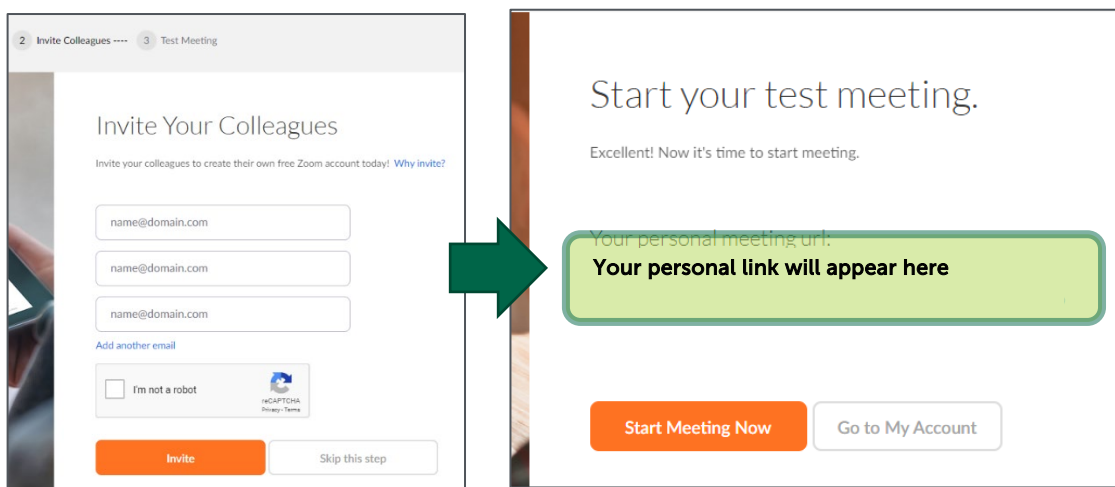 2 Invite Colleagues ---- 3 Test Meeting
Invite Your Colleagues
Invite your colleagues to create their own free Zoom account today! Why invite?
name@domain.com
name@domain.com
name@domain.com
Add another email
I'm not a robot
reCAPTCHA
Privacy - Terms
Invite Skip this step
Start your test meeting.
Excellent! Now it's time to start meeting.
Your personal meeting url:
Your personal link will appear here
Start Meeting Now Go to My Account